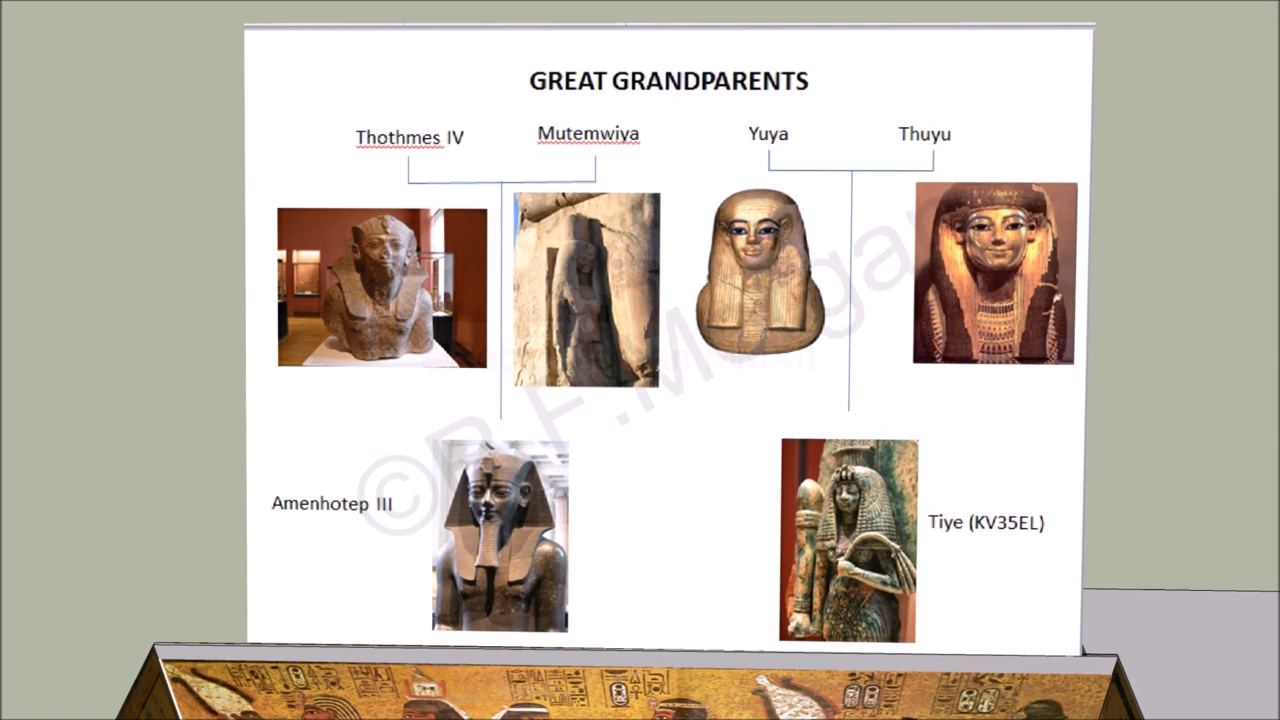 GREAT GRANDPARENTS
Thothmes IV
Mutemwiya
Yuya
Thuyu
Amenhotep III
Tiye (KV35EL)